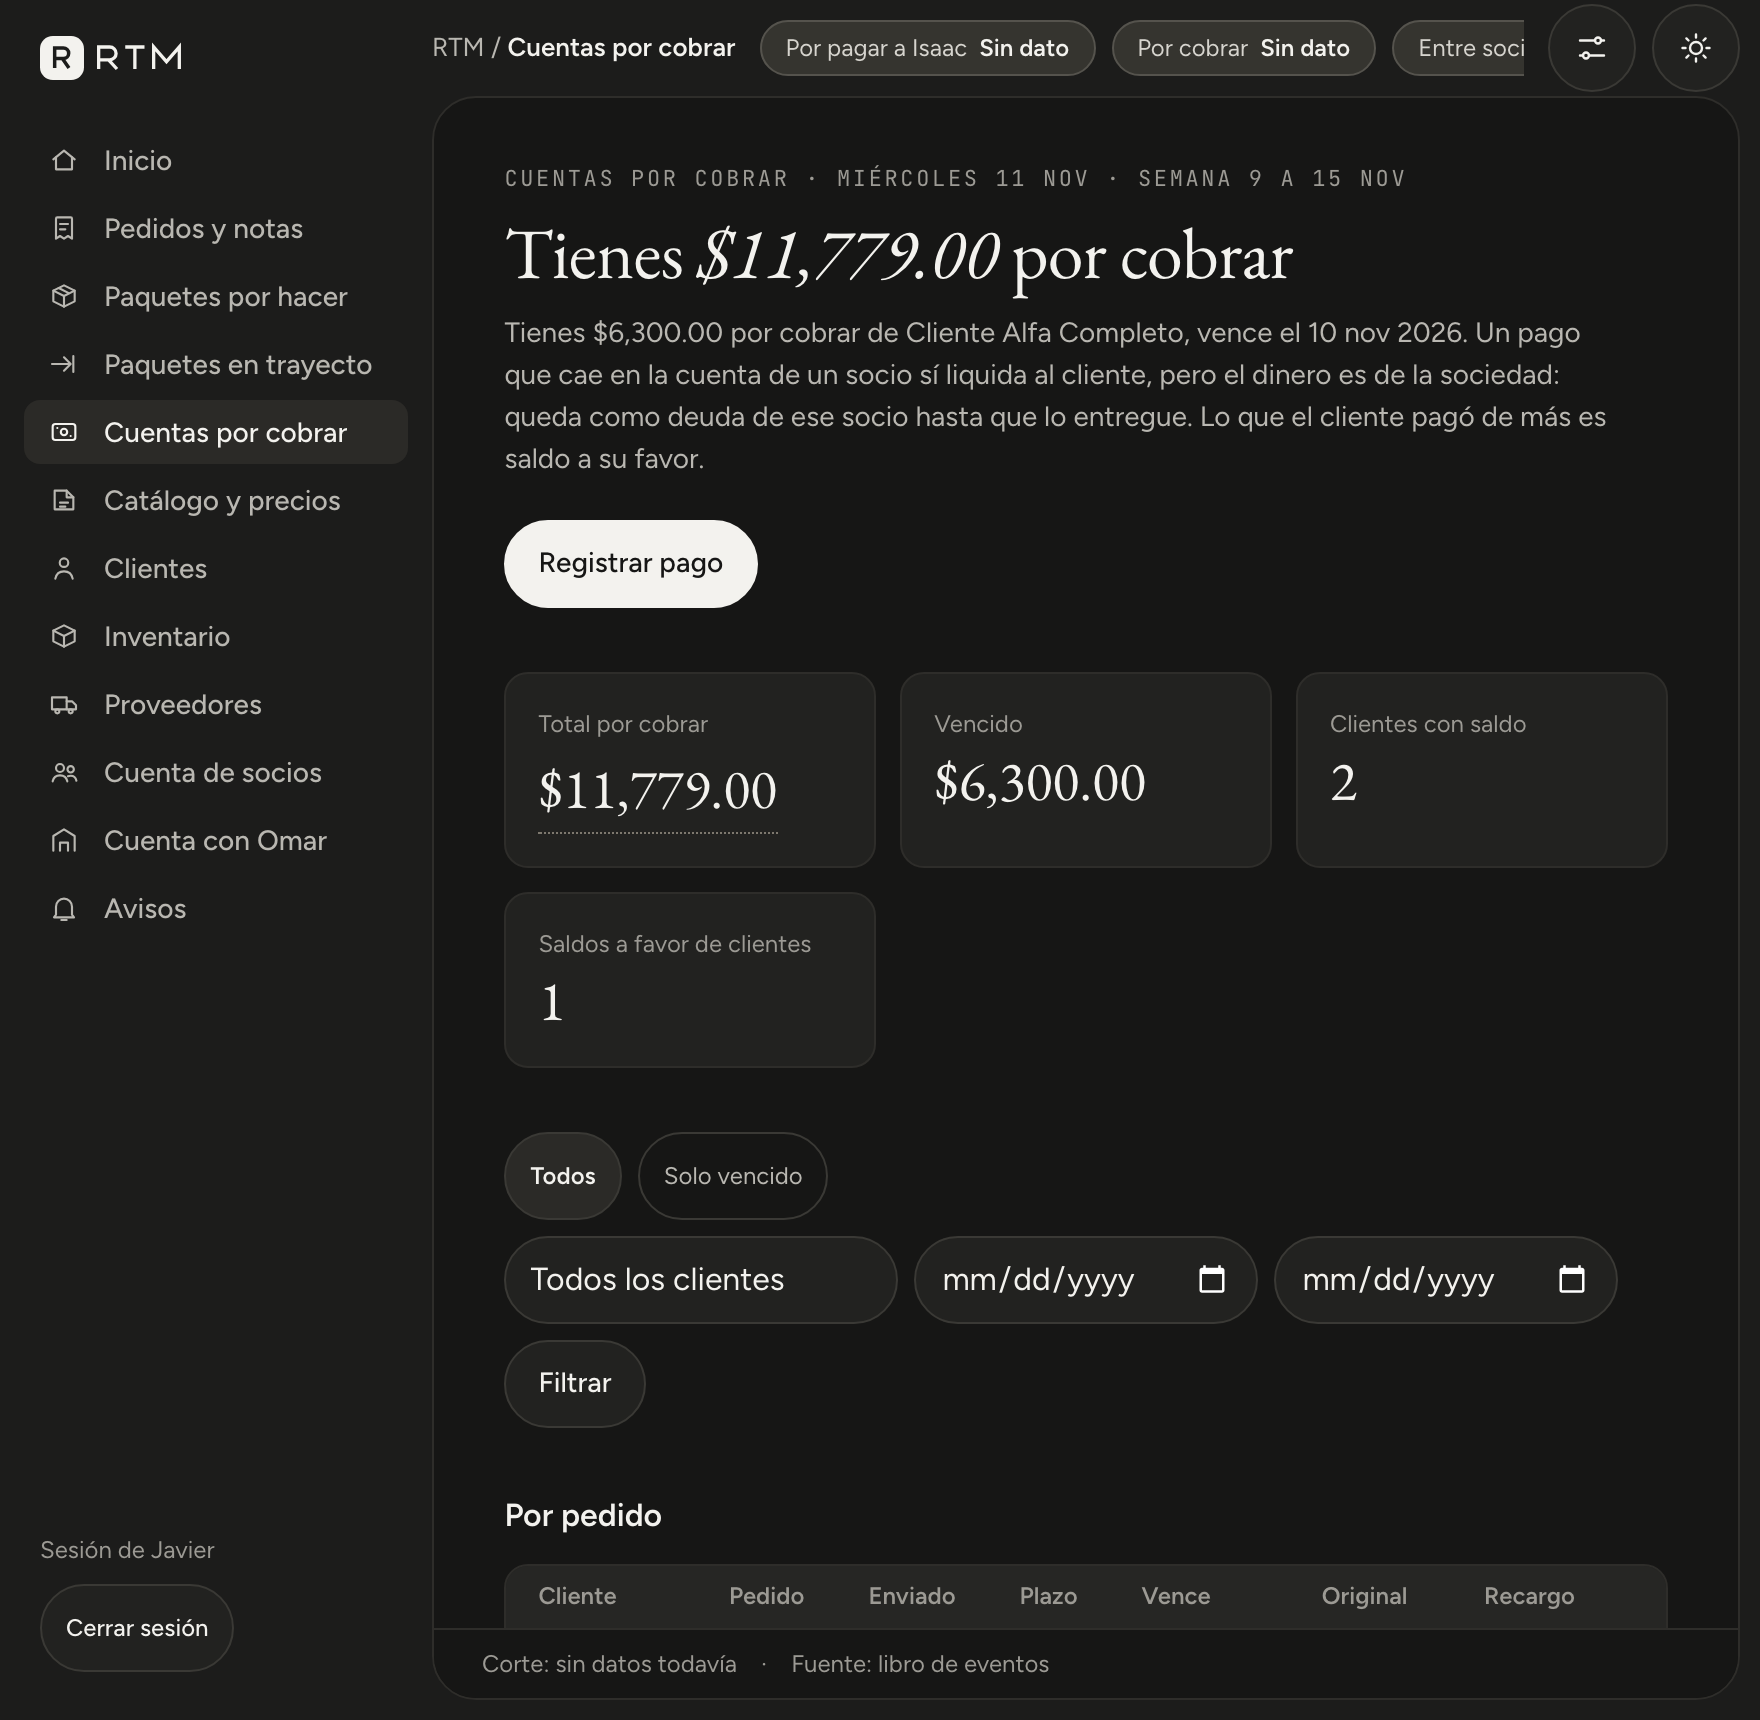 R RTM
Inicio
Pedidos y notas
Paquetes por hacer
Paquetes en trayecto
Cuentas por cobrar
Catálogo y precios
Clientes
Inventario
Proveedores
Cuenta de socios
Cuenta con Omar
Avisos
Sesión de Javier
Cerrar sesión
RTM / Cuentas por cobrar
Por pagar a Isaac Sin dato
Por cobrar Sin dato
Entre soci
CUENTAS POR COBRAR · MIÉRCOLES 11 NOV · SEMANA 9 A 15 NOV
Tienes $11,779.00 por cobrar
Tienes $6,300.00 por cobrar de Cliente Alfa Completo, vence el 10 nov 2026. Un pago
que cae en la cuenta de un socio sí liquida al cliente, pero el dinero es de la sociedad:
queda como deuda de ese socio hasta que lo entregue. Lo que el cliente pagó de más es
saldo a su favor.
Registrar pago
Total por cobrar
$11,779.00
Vencido
$6,300.00
Clientes con saldo
2
Saldos a favor de clientes
1
Todos
Solo vencido
Todos los clientes
mm/dd/yyyy
mm/dd/yyyy
Filtrar
Por pedido
Cliente Pedido Enviado Plazo Vence Original Recargo
Corte: sin datos todavía · Fuente: libro de eventos